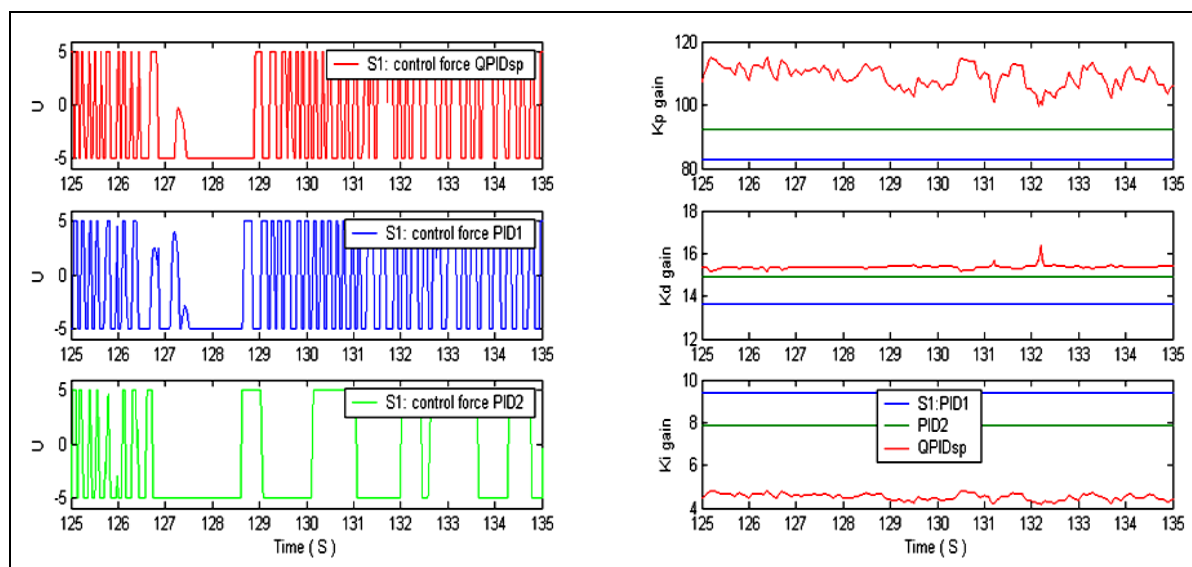 5
0
-5
U
S1: control force QPIDsp
125 126 127 128 129 130 131 132 133 134 135
5
0
-5
U
S1: control force PID1
125 126 127 128 129 130 131 132 133 134 135
5
0
-5
U
S1: control force PID2
125 126 127 128 129 130 131 132 133 134 135
Time ( S )
120
100
80
Kp gain
125 126 127 128 129 130 131 132 133 134 135
18
16
14
12
Kd gain
125 126 127 128 129 130 131 132 133 134 135
10
8
6
4
Ki gain
S1:PID1
PID2
QPIDsp
125 126 127 128 129 130 131 132 133 134 135
Time ( S )